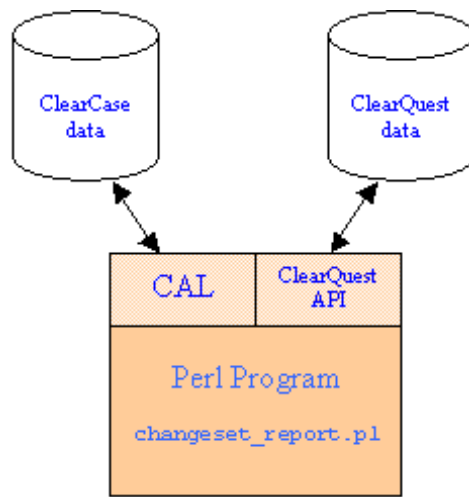 ClearCase
data
ClearQuest
data
CAL
ClearQuest
API
Perl Program
changeset_report.pl